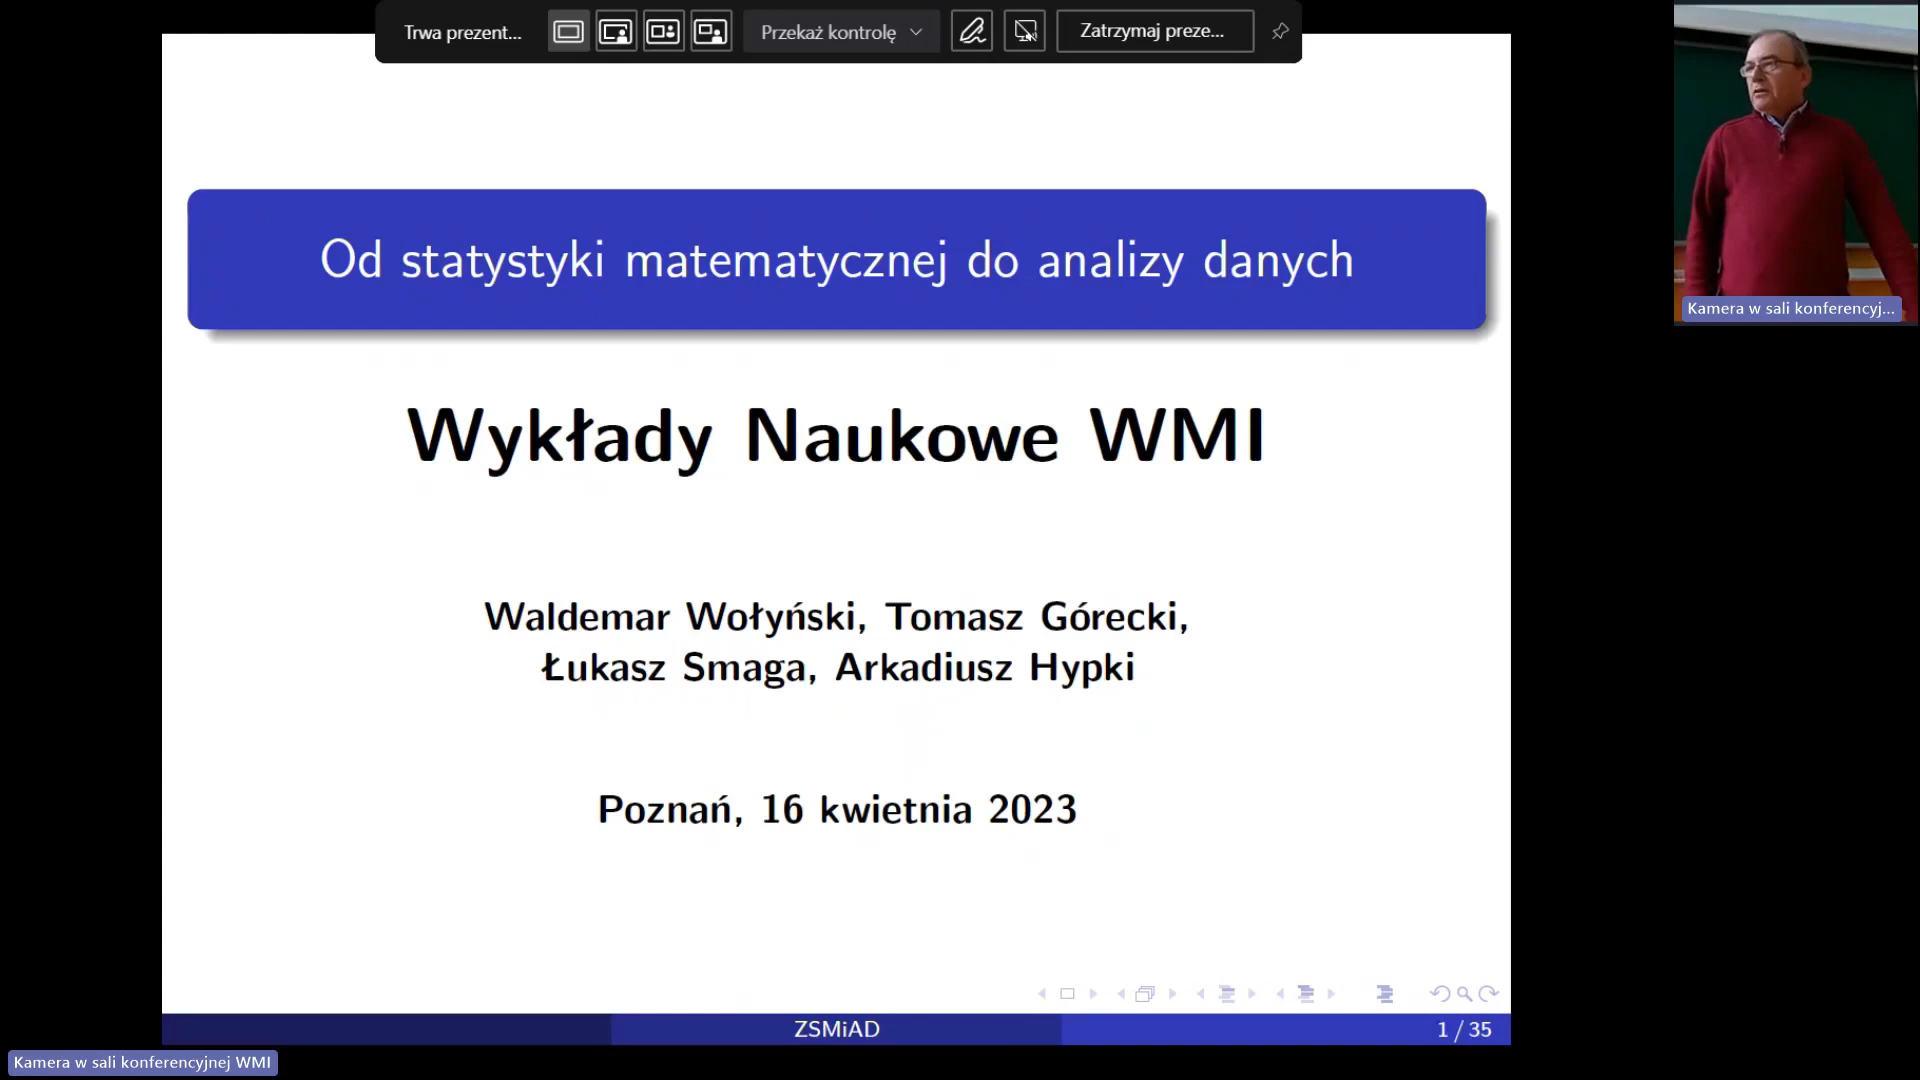 Trwa prezent...
Przekaż kontrolę
Zatrzymaj preze...
Od statystyki matematycznej do analizy danych
Wykłady Naukowe WMI
Waldemar Wołyński, Tomasz Górecki,
Łukasz Smaga, Arkadiusz Hypki
Poznań, 16 kwietnia 2023
ZSMiAD
1 / 35
Kamera w sali konferencyj...
Kamera w sali konferencyjnej WMI